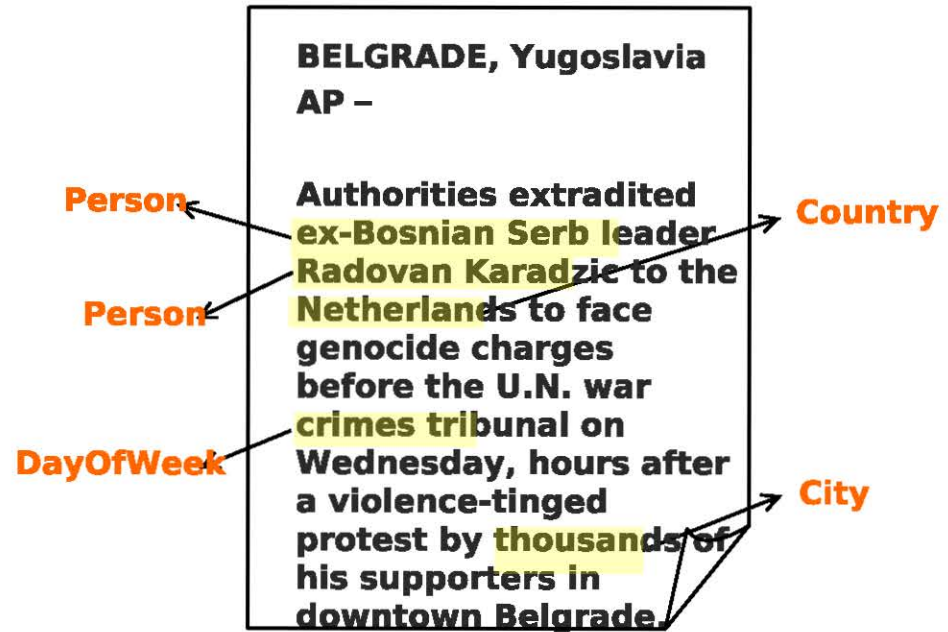 BELGRADE, Yugoslavia
AP –
Authorities extradited
ex-Bosnian Serb leader
Radovan Karadzic to the
Netherlands to face
genocide charges
before the U.N. war
crimes tribunal on
Wednesday, hours after
a violence-tinged
protest by thousands of
his supporters in
downtown Belgrade.
Person
Person
DayOfWeek
Country
City